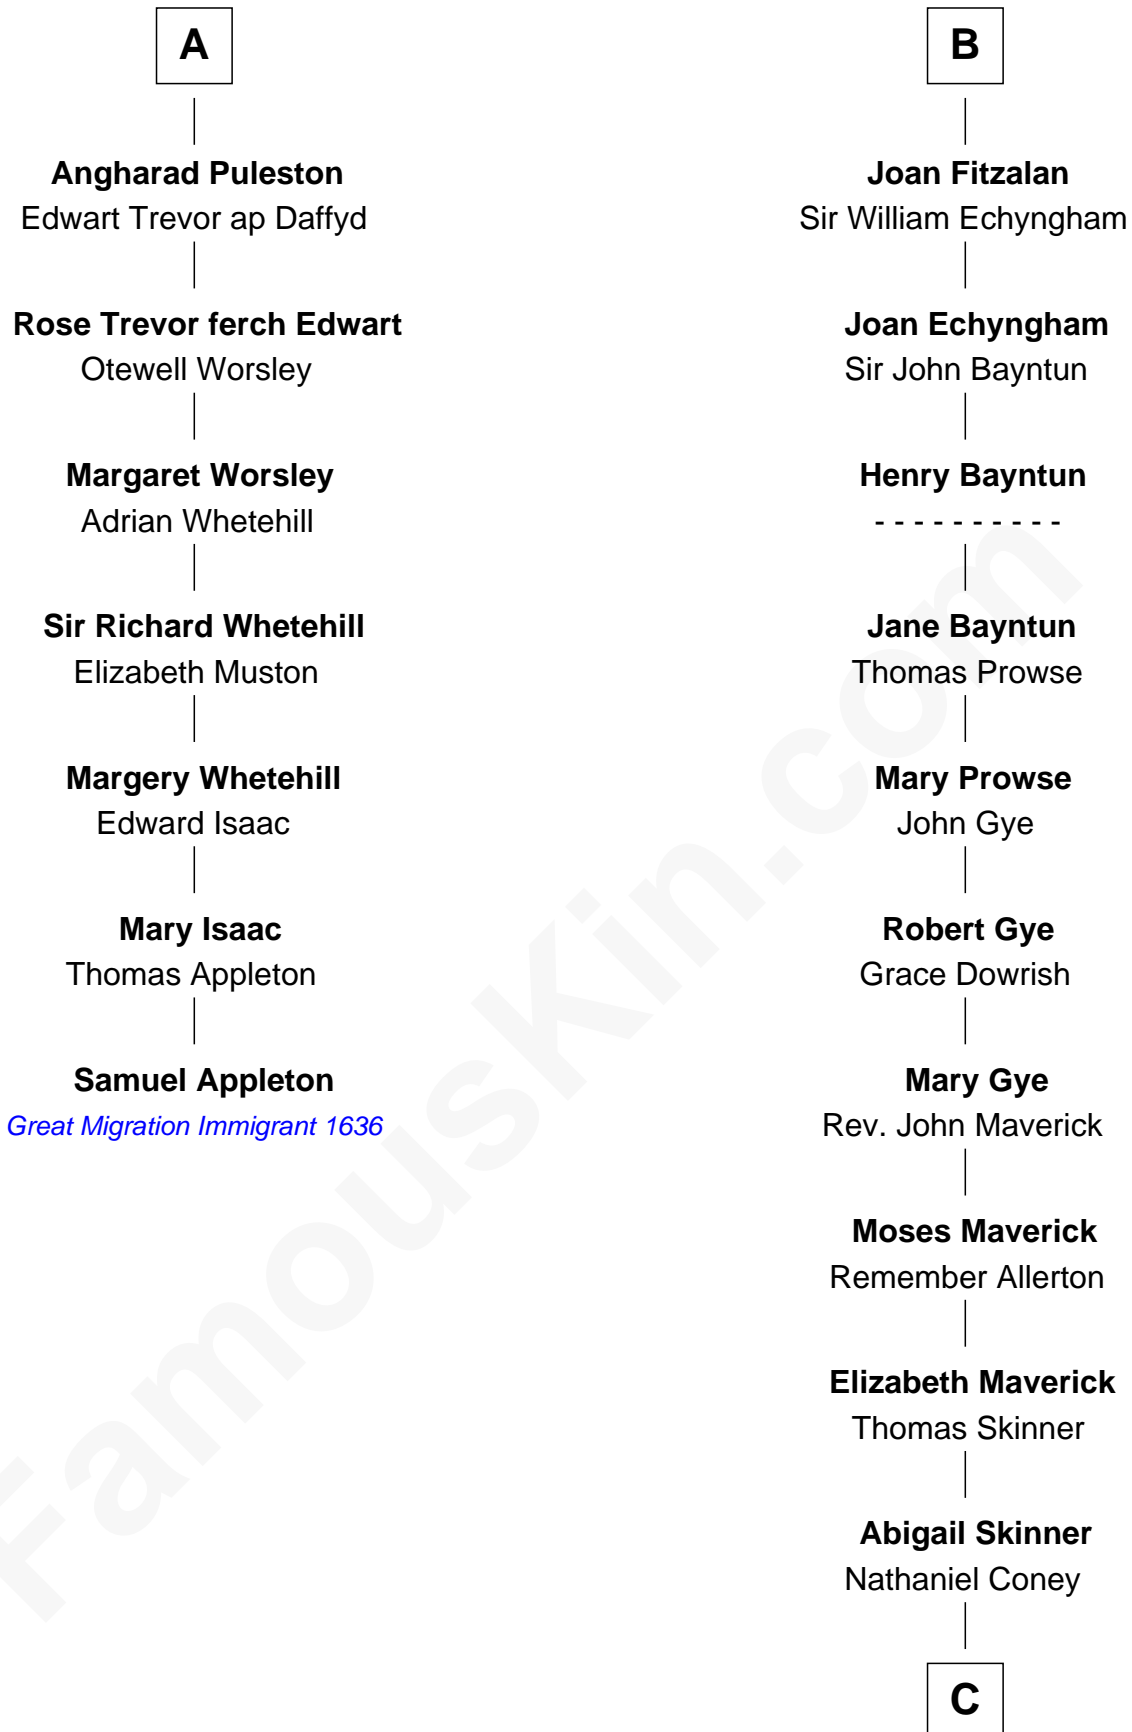 A
Angharad Puleston
Edwart Trevor ap Daffyd
Rose Trevor ferch Edwart
Otewell Worsley
Margaret Worsley
Adrian Whetehill
Sir Richard Whetehill
Elizabeth Muston
Margery Whetehill
Edward Isaac
Mary Isaac
Thomas Appleton
Samuel Appleton
Great Migration Immigrant 1636
B
Joan Fitzalan
Sir William Echyngham
Joan Echyngham
Sir John Bayntun
Henry Bayntun
- - - - - - - - - -
Jane Bayntun
Thomas Prowse
Mary Prowse
John Gye
Robert Gye
Grace Dowrish
Mary Gye
Rev. John Maverick
Moses Maverick
Remember Allerton
Elizabeth Maverick
Thomas Skinner
Abigail Skinner
Nathaniel Coney
C
FamousKin.com